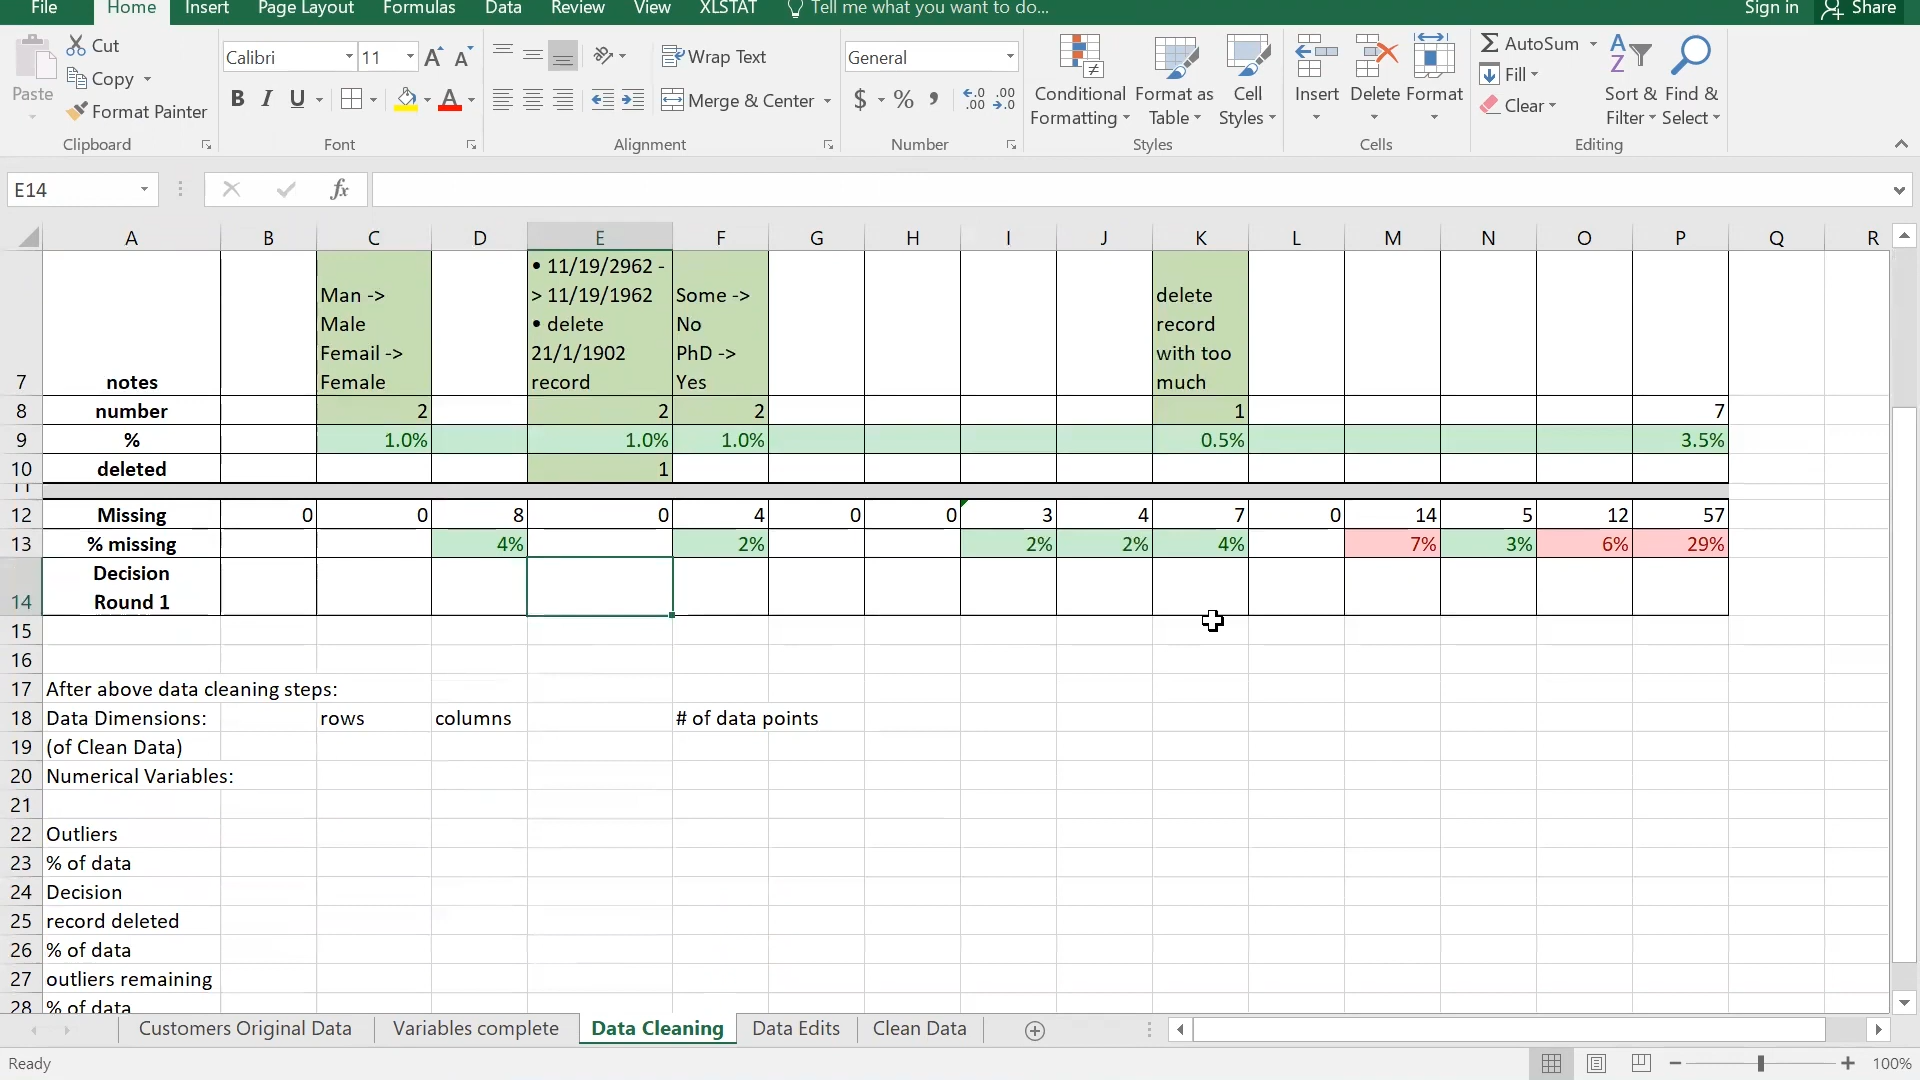 File Home Insert Page Layout Formulas Data Review View XLSTAT Tell me what you want to do... Sign in Share
Paste Cut Copy Format Painter
Clipboard
Calibri 11 A A
B I U A
Font
Wrap Text
Merge & Center
Alignment
General
$ % , .00 .0 .00
Number
Conditional Formatting Format as Table Cell Styles
Styles
Insert Delete Format
Cells
AutoSum Fill Clear Sort & Filter Find & Select
Editing
E14 fx
A B C D E F G H I J K L M N O P Q R
7 notes
Man ->
Male
Femail ->
Female
• 11/19/2962 -
> 11/19/1962
• delete
21/1/1902
record
Some ->
No
PhD ->
Yes
delete
record
with too
much
8 number 2 2 2 1 7
9 % 1.0% 1.0% 1.0% 0.5% 3.5%
10 deleted 1
11
12 Missing 0 0 8 0 4 0 0 3 4 7 0 14 5 12 57
13 % missing 4% 2% 2% 2% 4% 7% 3% 6% 29%
Decision
14 Round 1
15
16
17 After above data cleaning steps:
18 Data Dimensions: rows columns # of data points
19 (of Clean Data)
20 Numerical Variables:
21
22 Outliers
23 % of data
24 Decision
25 record deleted
26 % of data
27 outliers remaining
28 % of data
Customers Original Data Variables complete Data Cleaning Data Edits Clean Data
Ready 100%